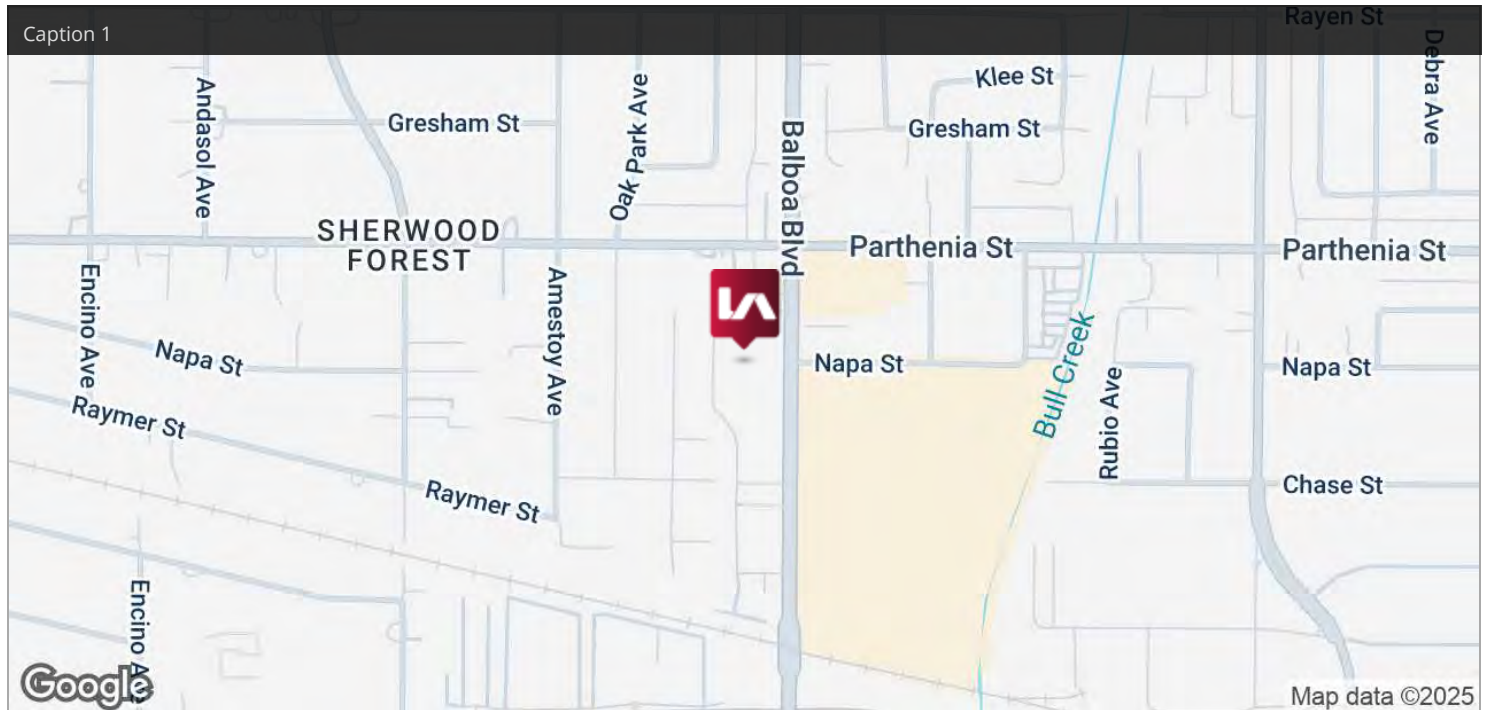 Caption 1
Rayen St
Debra Ave
Klee St
Andasol Ave
Gresham St
Oak Park Ave
Balboa Blvd
Gresham St
SHERWOOD
FOREST
Parthenia St
Parthenia St
Encino Ave
Amestoy Ave
LA
Napa St
Napa St
Bull Creek
Rubio Ave
Napa St
Raymer St
Raymer St
Chase St
Encino Av
Google
Map data ©2025